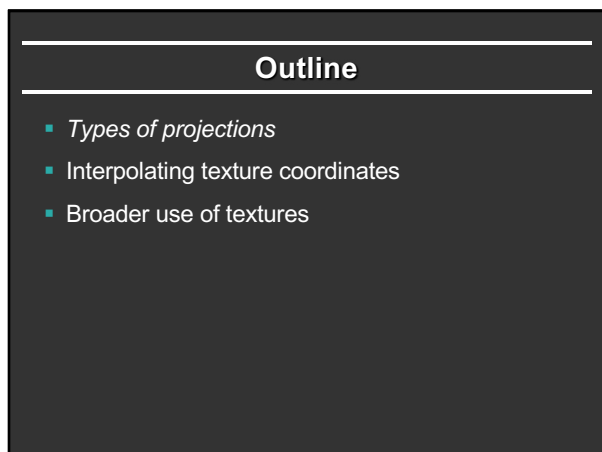 Outline
Types of projections
Interpolating texture coordinates
Broader use of textures